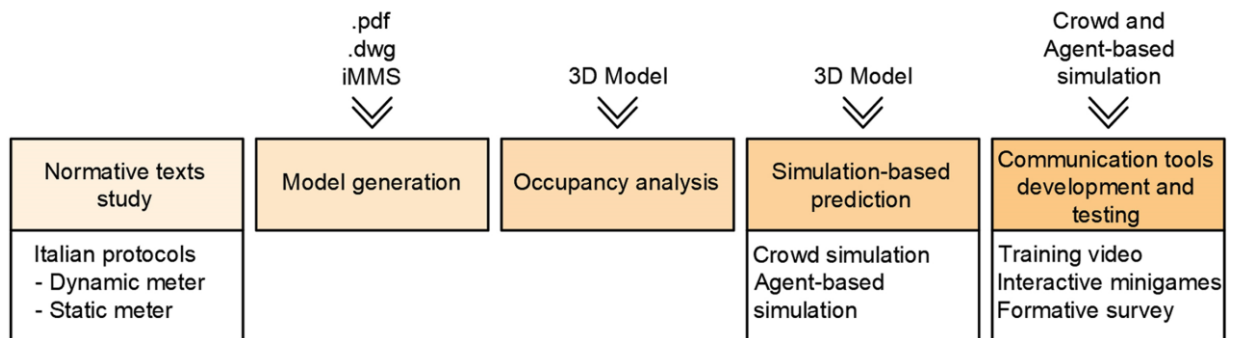 .pdf
.dwg
iMMS
3D Model
3D Model
Crowd and
Agent-based
simulation
Normative texts
study
Italian protocols
- Dynamic meter
- Static meter
Model generation
Occupancy analysis
Simulation-based
prediction
Crowd simulation
Agent-based
simulation
Communication tools
development and
testing
Training video
Interactive minigames
Formative survey